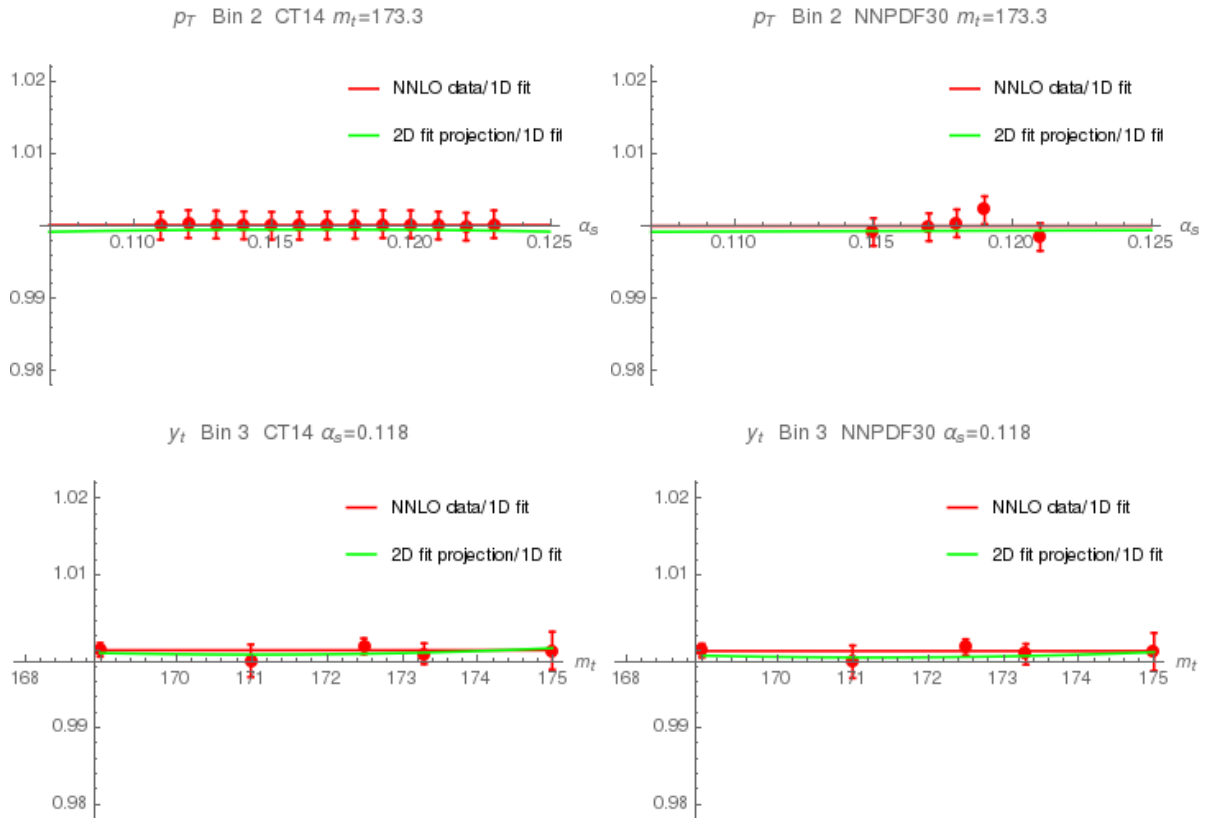 p_T Bin 2 CT14 m_t=173.3
1.02
NNLO data/1D fit
2D fit projection/1D fit
1.01
0.110
0.115
0.120
0.125
α_s
0.99
0.98
p_T Bin 2 NNPDF30 m_t=173.3
1.02
NNLO data/1D fit
2D fit projection/1D fit
1.01
0.110
0.115
0.120
0.125
α_s
0.99
0.98
y_t Bin 3 CT14 α_s=0.118
1.02
NNLO data/1D fit
2D fit projection/1D fit
1.01
168
170
171
172
173
174
175
m_t
0.99
0.98
y_t Bin 3 NNPDF30 α_s=0.118
1.02
NNLO data/1D fit
2D fit projection/1D fit
1.01
168
170
171
172
173
174
175
m_t
0.99
0.98